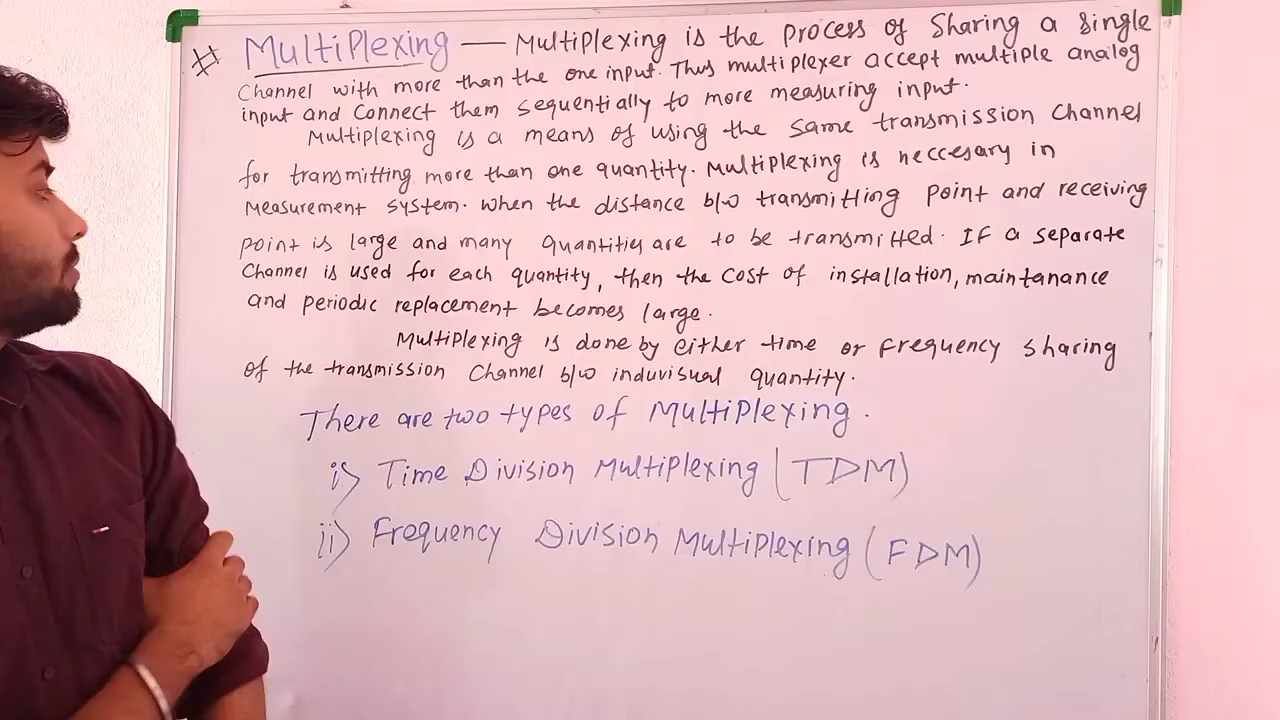 # Multiplexing — Multiplexing is the process of Sharing a single
Channel with more than the one input. Thus multiplexer accept multiple analog
input and Connect them sequentially to more measuring input.
Multiplexing is a means of using the same transmission Channel
for transmitting more than one quantity. Multiplexing is neccesary in
Measurement system. when the distance b/w transmitting point and receiving
point is large and many quantities are to be transmitted. If a separate
Channel is used for each quantity, then the cost of installation, maintanance
and periodic replacement becomes large.
Multiplexing is done by either time or frequency sharing
of the transmission Channel b/w induvisual quantity.
There are two types of Multiplexing.
i) Time Division Multiplexing (TDM)
ii) Frequency Division Multiplexing (FDM)